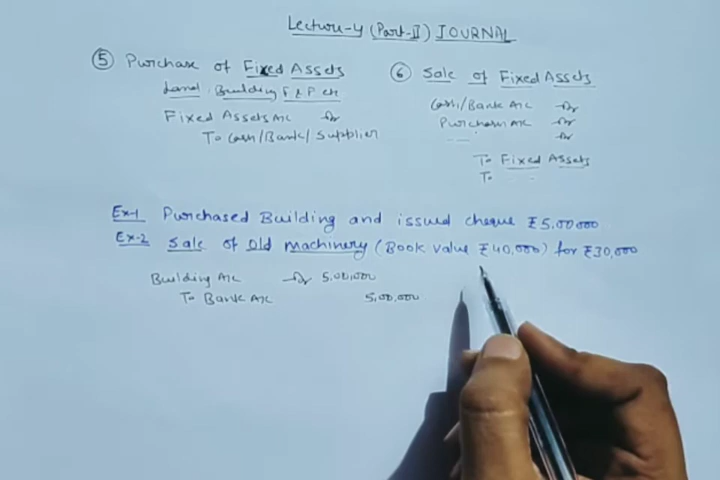 Lecture-4 (Part-II) JOURNAL
⑤ Purchase of Fixed Assets
Land, Building F & F etc
Fixed Assets A/c Dr
To Cash/Bank/Supplier
⑥ Sale of Fixed Assets
Cash/Bank A/c Dr
Purchaser A/c Dr
---- Dr
To Fixed Assets
To --
Ex-1 Purchased Building and issued cheque ₹5,00,000
Ex-2 Sale of Old Machinery (Book value ₹40,000) for ₹30,000
Building A/c Dr 5,00,000
To Bank A/c 5,00,000